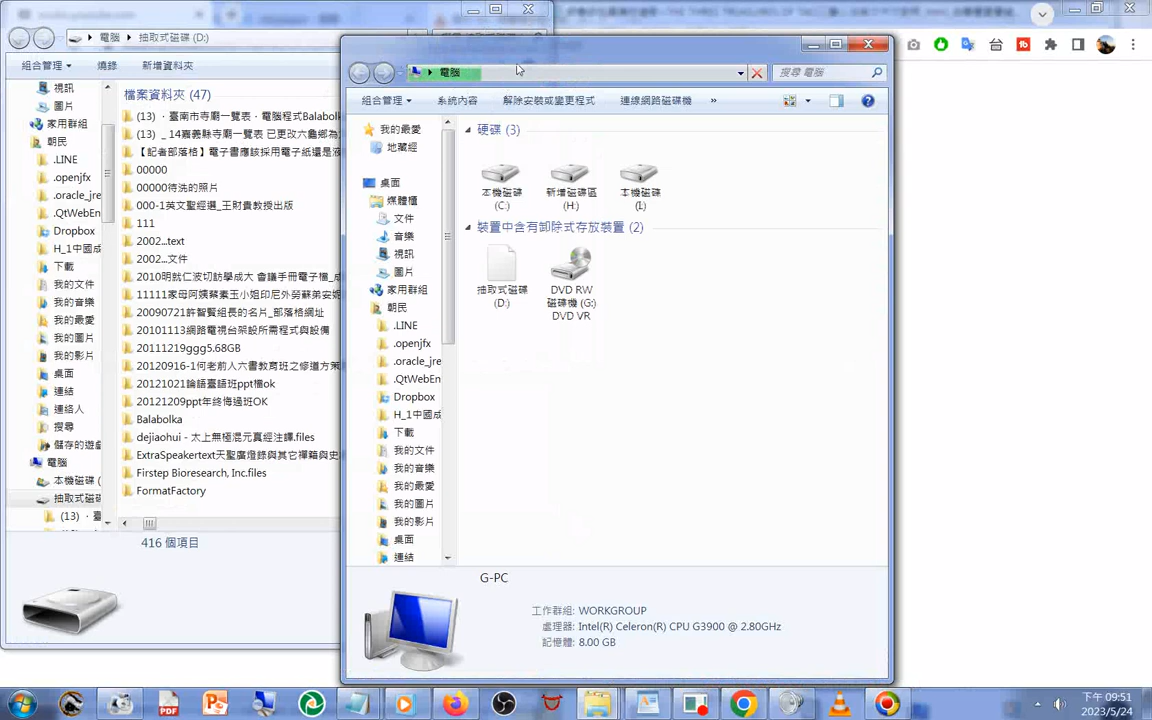 電腦 ▸ 抽取式磁碟 (D:)
組合管理 燒錄 新增資料夾
視訊
圖片
家用群組
朝民
.LINE
.openjfx
.oracle_jre
.QtWebEn
Dropbox
H_1中國成
下載
我的文件
我的音樂
我的最愛
我的圖片
我的影片
桌面
連結
連絡人
搜尋
儲存的遊戲
電腦
本機磁碟
抽取式磁碟
(13) ．臺
檔案資料夾 (47)
(13) ．臺南市寺廟一覽表．電腦程式Balabolk
(13) _ 14嘉義縣寺廟一覽表 已更改六龜鄉為
【記者部落格】電子書應該採用電子紙還是液
00000
00000待洗的照片
000-1英文聖經選_王財貴教授出版
111
2002...text
2002...文件
2010明就仁波切訪學成大 會議手冊電子檔_成
11111家母阿姨蔡素玉小姐印尼外勞蘇弟安妮
20090721許智賢組長的名片_部落格網址
20101113網路電視台架設所需程式與設備
20111219ggg5.68GB
20120916-1何老前人六書教育班之修道方策
20121021論語臺語班ppt檔ok
20121209ppt年終悔過班OK
Balabolka
dejiaohui - 太上無極混元真經注譯.files
ExtraSpeakertext天聖廣燈錄與其它禪籍與史
Firstep Bioresearch, Inc.files
FormatFactory
416 個項目
電腦
搜尋 電腦
組合管理 系統內容 解除安裝或變更程式 連線網路磁碟機 »
我的最愛
地藏經
桌面
媒體櫃
文件
音樂
視訊
圖片
家用群組
朝民
.LINE
.openjfx
.oracle_jre
.QtWebEn
Dropbox
H_1中國成
下載
我的文件
我的音樂
我的最愛
我的圖片
我的影片
桌面
連結
硬碟 (3)
本機磁碟 (C:)
新增磁碟區 (H:)
本機磁碟 (I:)
裝置中含有卸除式存放裝置 (2)
抽取式磁碟 (D:)
DVD RW 磁碟機 (G:) DVD VR
G-PC
工作群組: WORKGROUP
處理器: Intel(R) Celeron(R) CPU G3900 @ 2.80GHz
記憶體: 8.00 GB
下午 09:51
2023/5/24